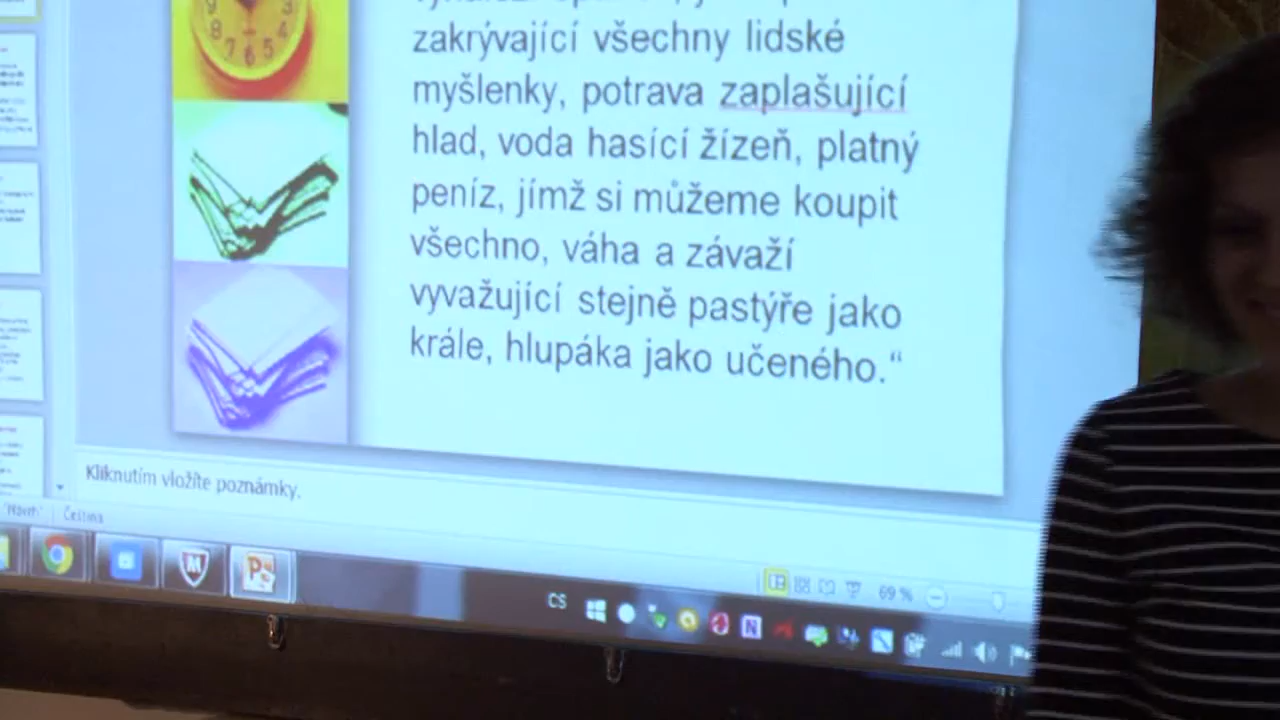 zakrývající všechny lidské
myšlenky, potrava zaplašující
hlad, voda hasící žízeň, platný
peníz, jímž si můžeme koupit
všechno, váha a závaží
vyvažující stejně pastýře jako
krále, hlupáka jako učeného.“
Kliknutím vložíte poznámky.
Čeština
CS
69 %